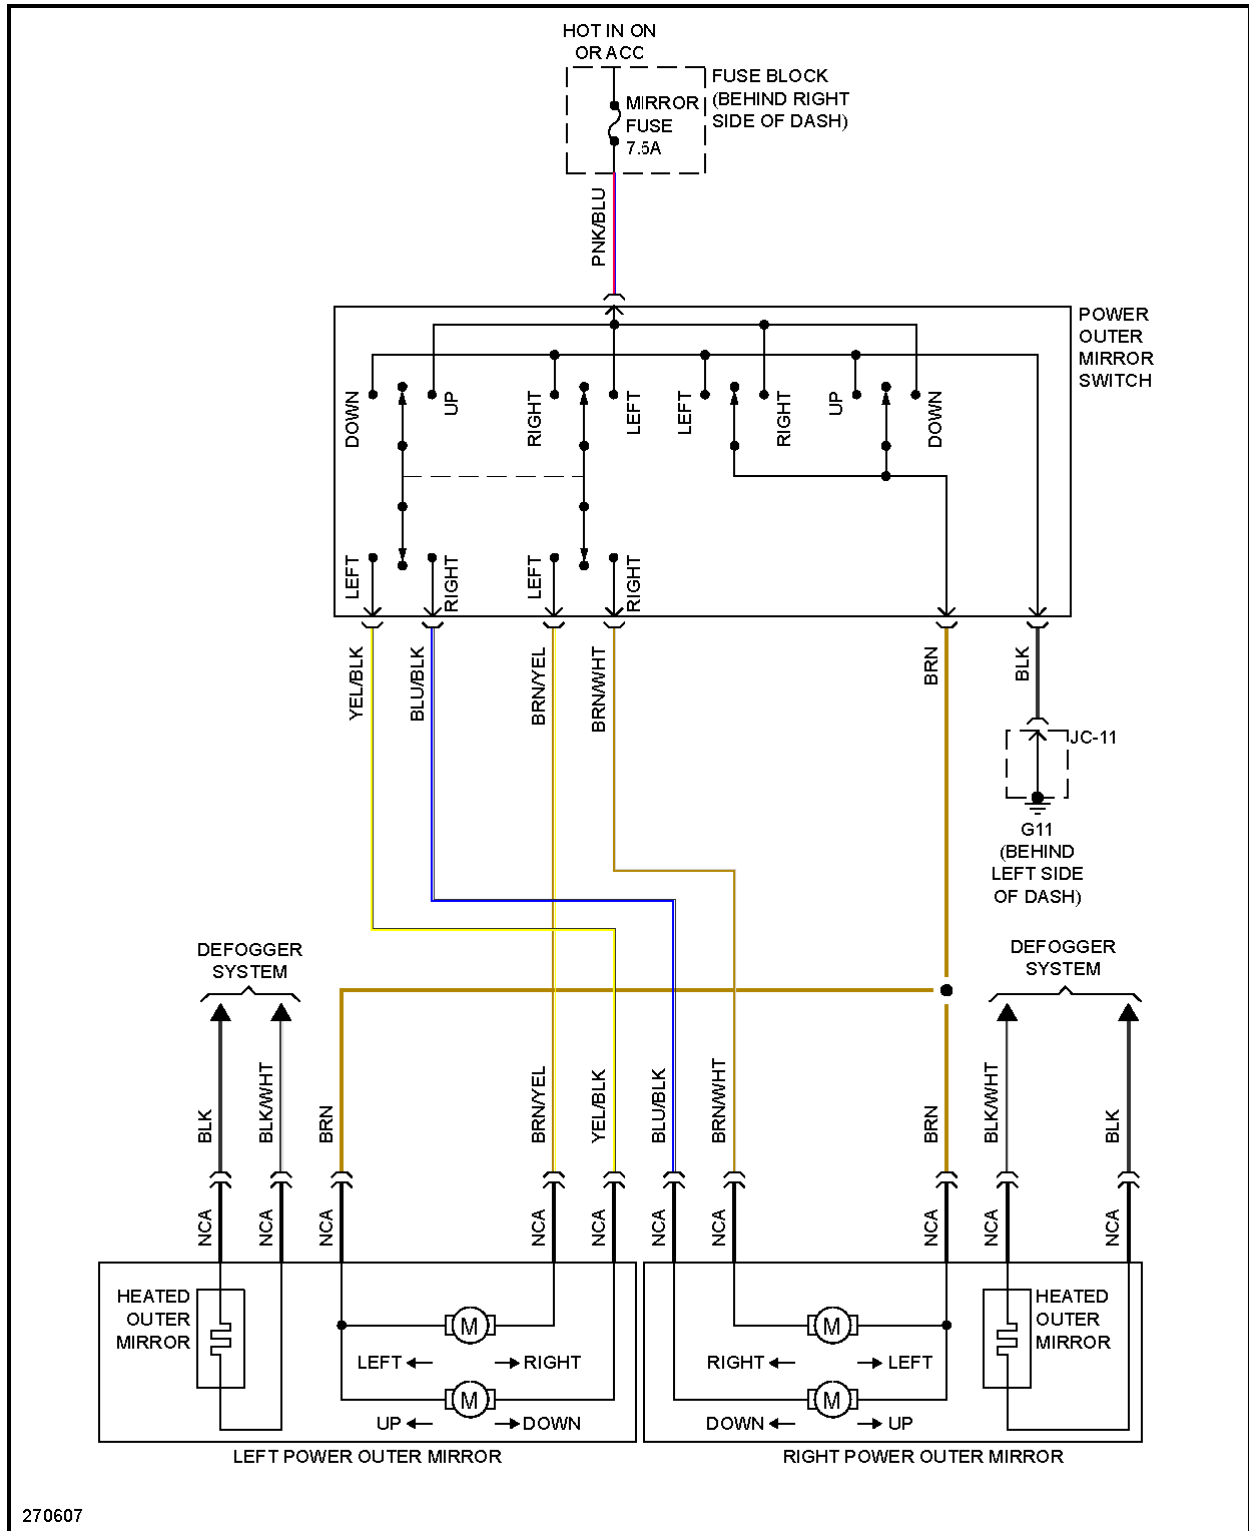 HOT IN ON
OR ACC
MIRROR
FUSE
7.5A
FUSE BLOCK
(BEHIND RIGHT
SIDE OF DASH)
PNK/BLU
POWER
OUTER
MIRROR
SWITCH
DOWN
UP
RIGHT
LEFT
LEFT
RIGHT
UP
DOWN
LEFT
RIGHT
LEFT
RIGHT
YEL/BLK
BLU/BLK
BRN/YEL
BRN/WHT
BRN
BLK
JC-11
G11
(BEHIND
LEFT SIDE
OF DASH)
DEFOGGER
SYSTEM
DEFOGGER
SYSTEM
BLK
BLK/WHT
BRN
BRN/YEL
YEL/BLK
BLU/BLK
BRN/WHT
BRN
BLK/WHT
BLK
NCA
NCA
NCA
NCA
NCA
NCA
NCA
NCA
NCA
NCA
HEATED
OUTER
MIRROR
M
LEFT
RIGHT
M
UP
DOWN
M
RIGHT
LEFT
M
DOWN
UP
HEATED
OUTER
MIRROR
LEFT POWER OUTER MIRROR
RIGHT POWER OUTER MIRROR
270607